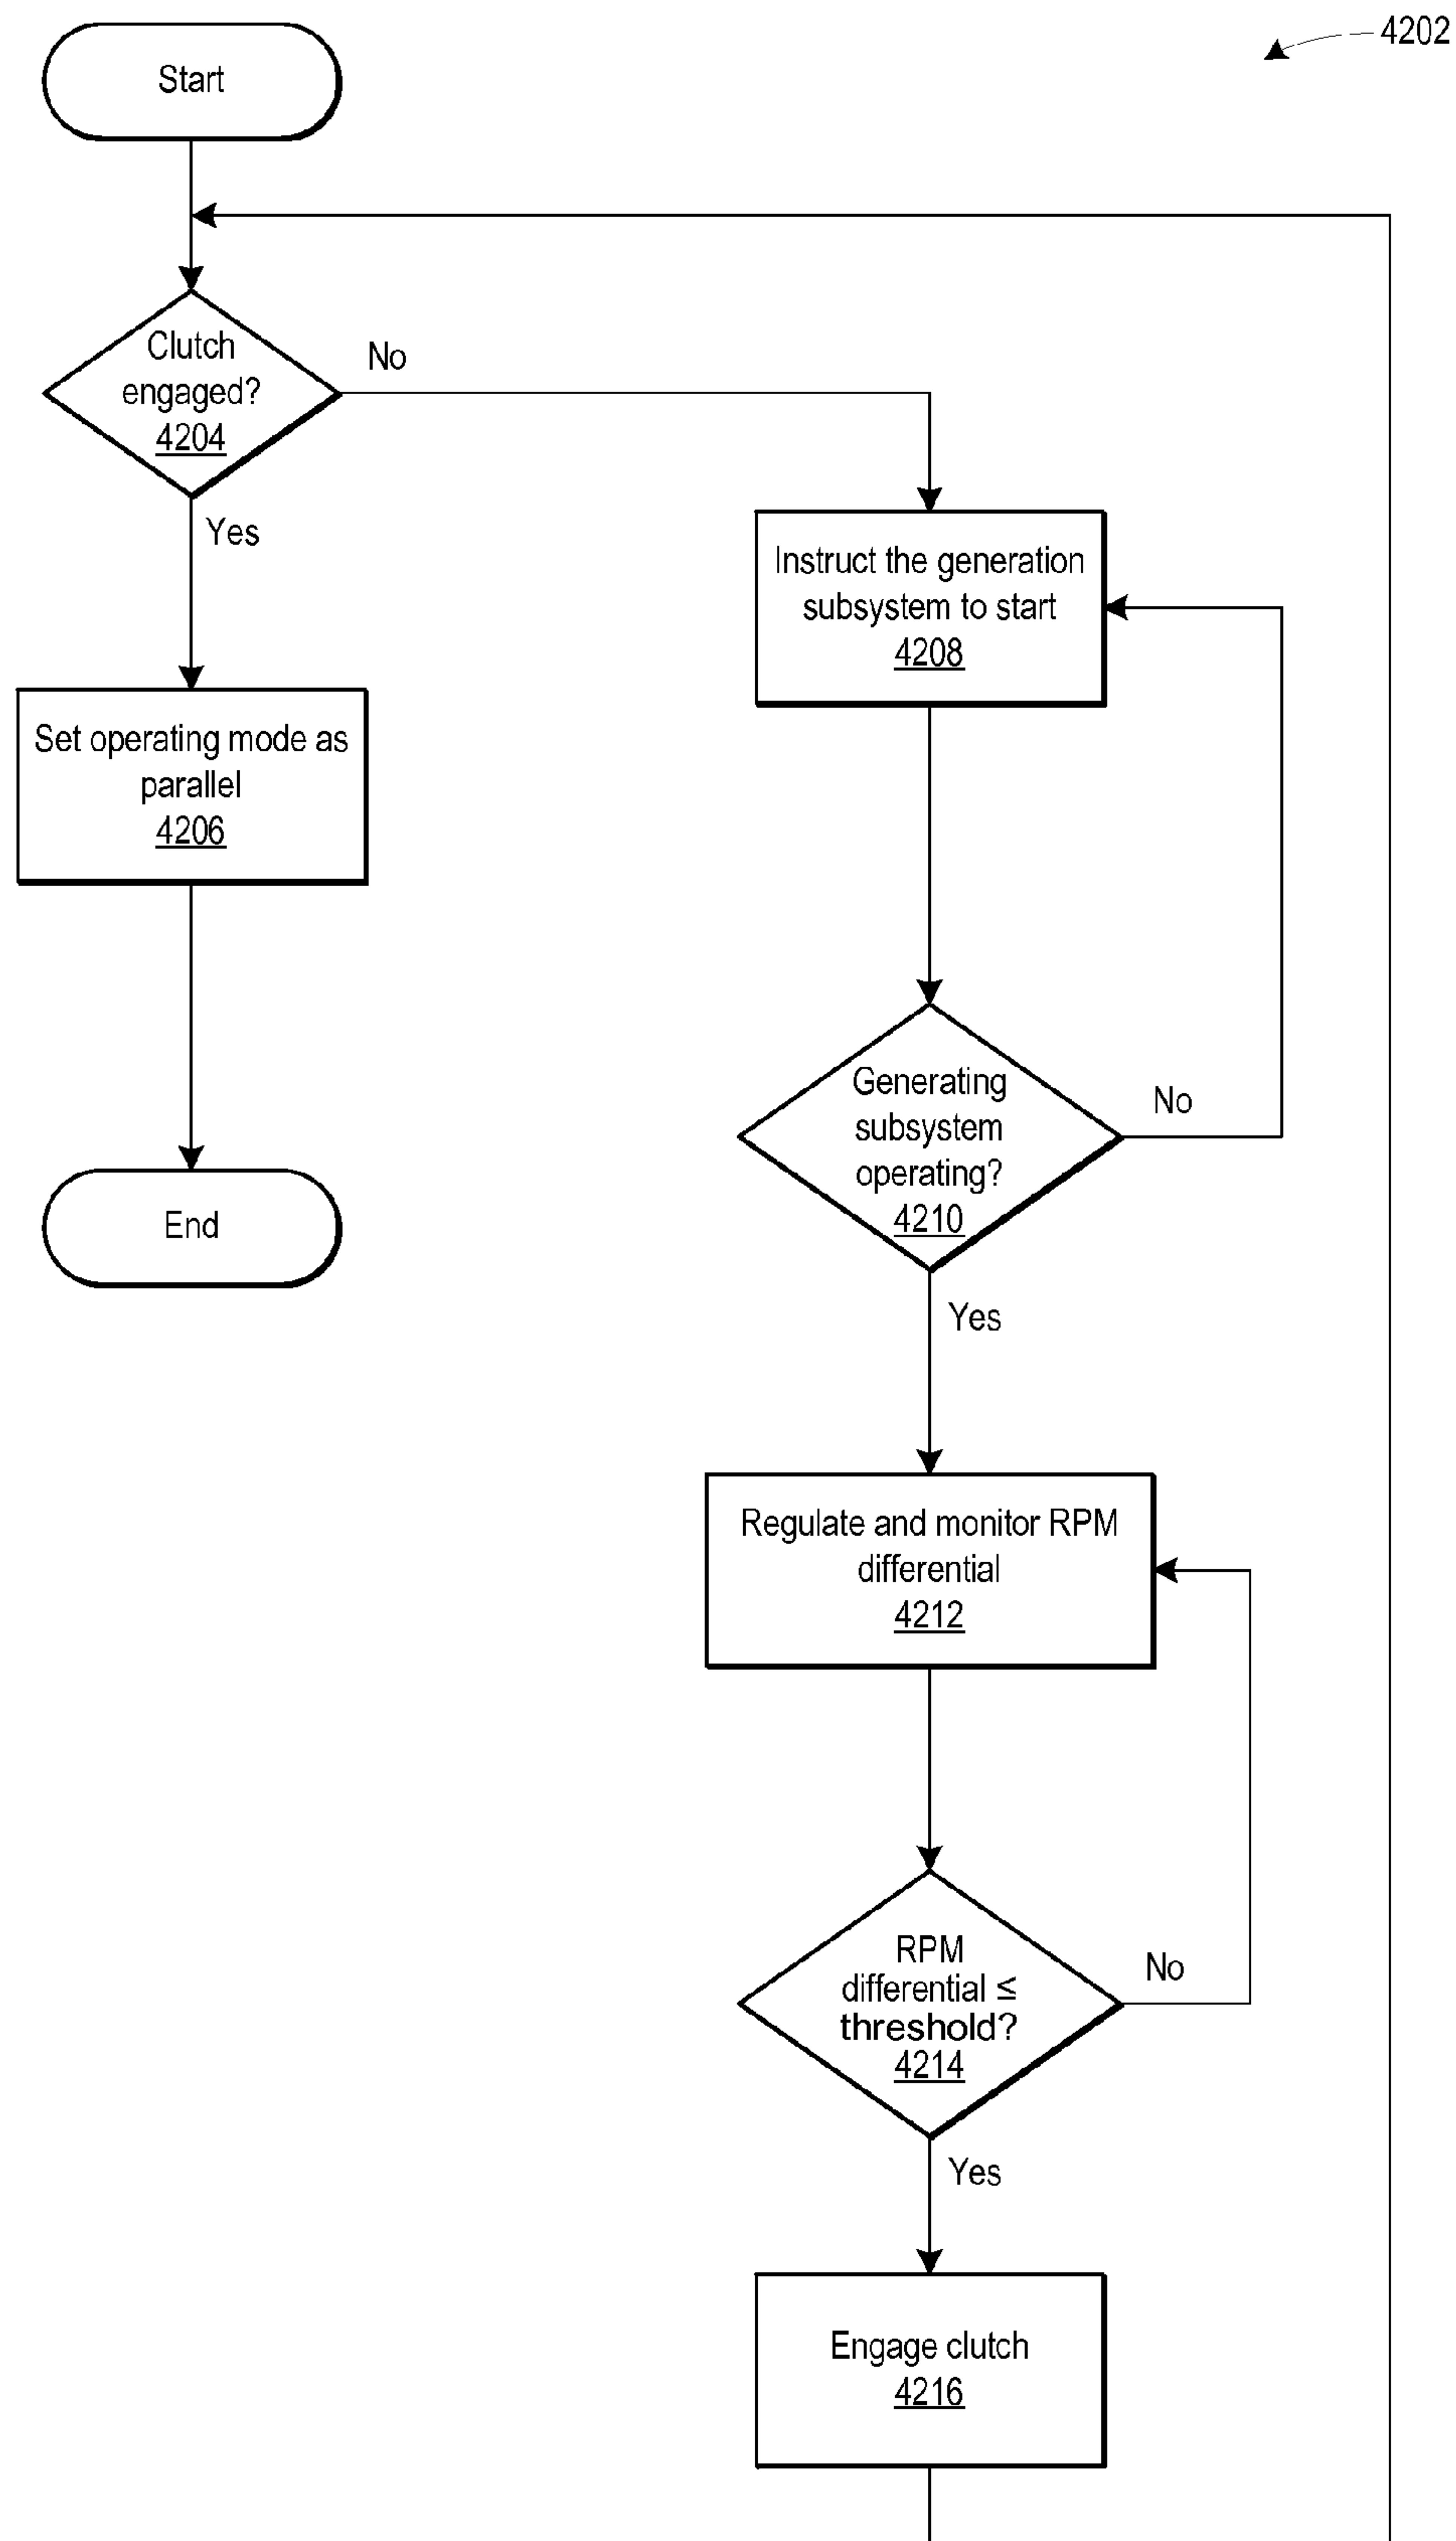 4202
Start
Clutch
engaged?
4204
No
Yes
Instruct the generation
subsystem to start
4208
Set operating mode as
parallel
4206
Generating
subsystem
operating?
4210
No
End
Yes
Regulate and monitor RPM
differential
4212
RPM
differential ≤
threshold?
4214
No
Yes
Engage clutch
4216